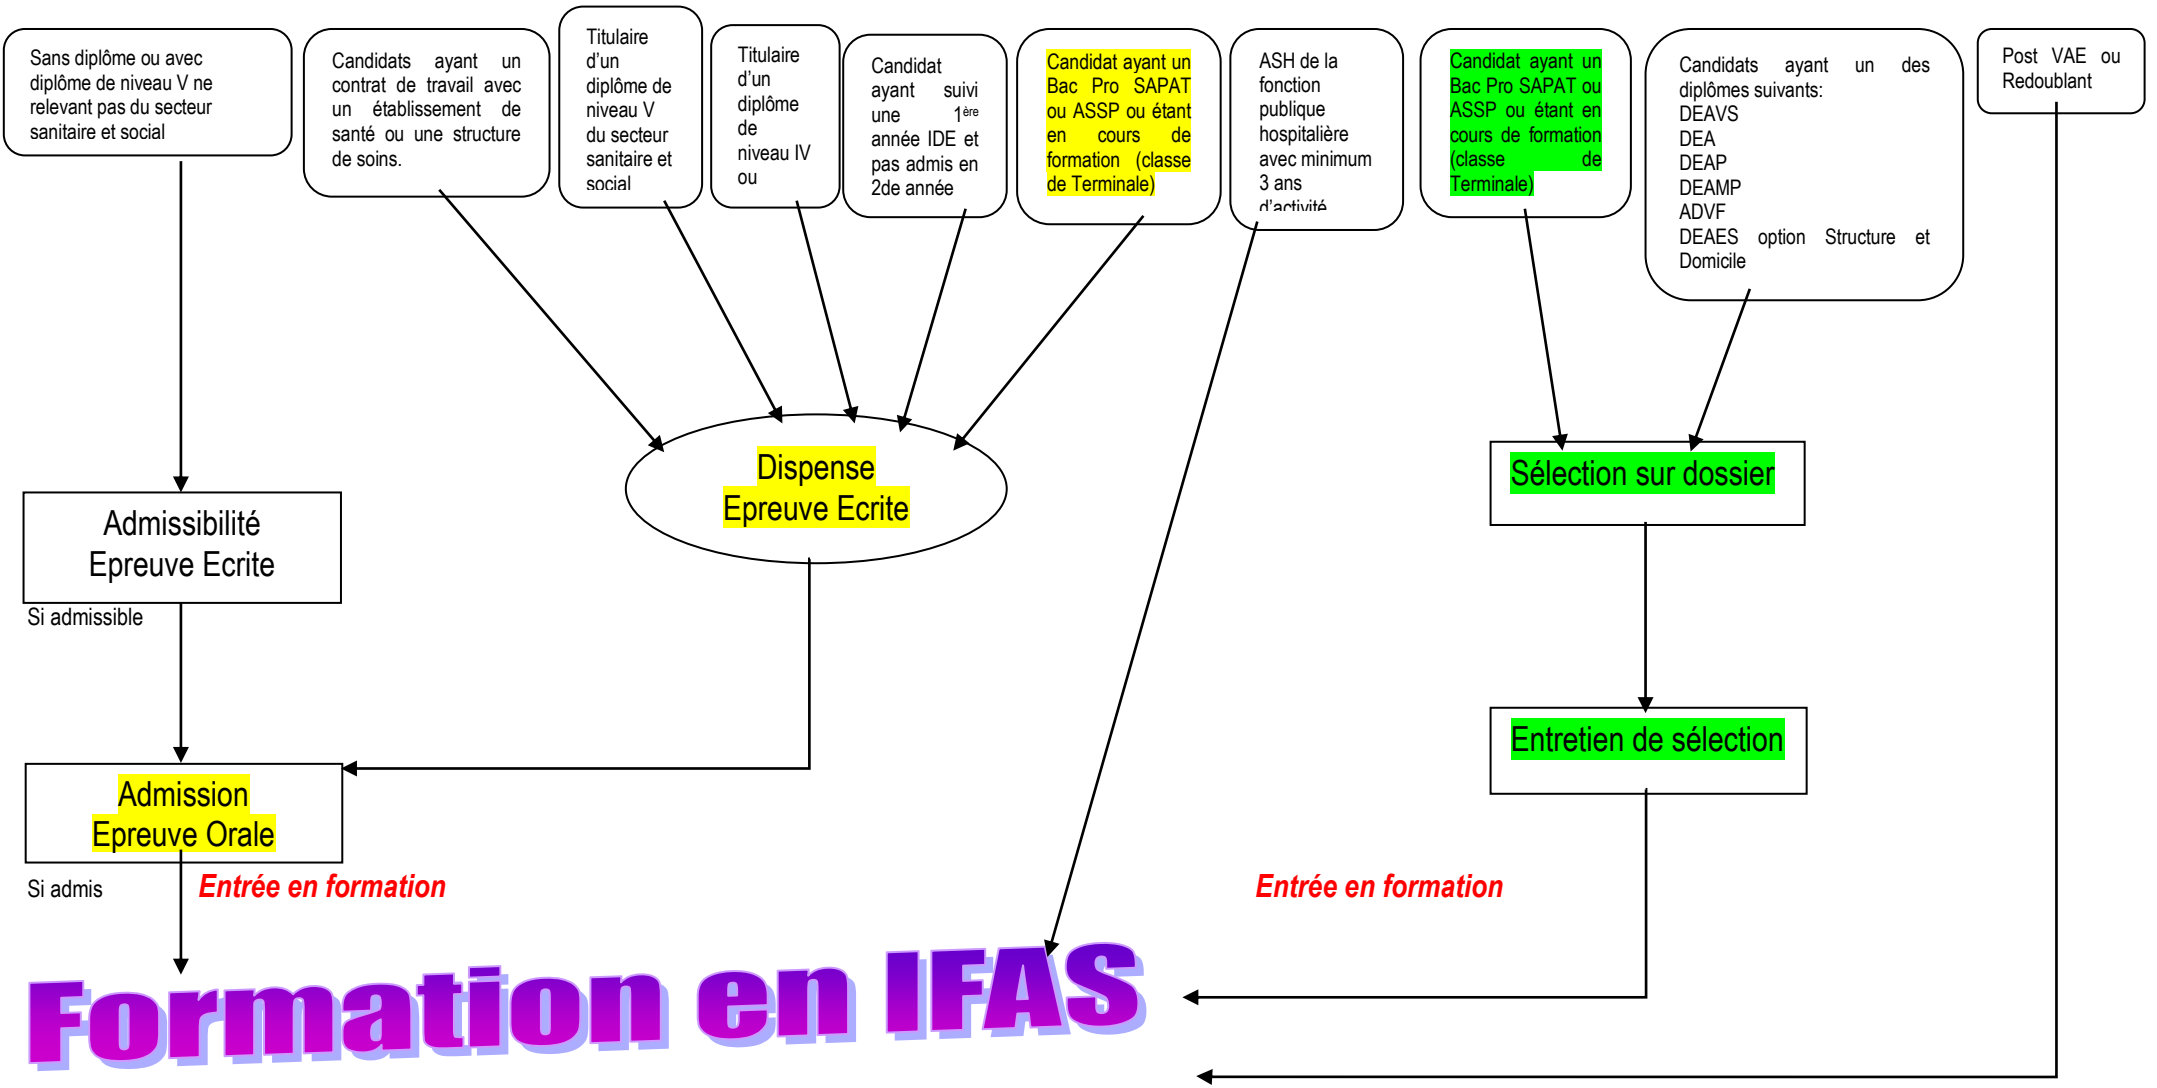 Sans diplôme ou avec
diplôme de niveau V ne
relevant pas du secteur
sanitaire et social
Candidats ayant un
contrat de travail avec
un établissement de
santé ou une structure
de soins.
Titulaire
d’un
diplôme de
niveau V
du secteur
sanitaire et
social
Titulaire
d’un
diplôme
de
niveau IV
ou
Candidat
ayant suivi
une 1ère
année IDE et
pas admis en
2de année
Candidat ayant un
Bac Pro SAPAT
ou ASSP ou étant
en cours de
formation (classe
de Terminale)
ASH de la
fonction
publique
hospitalière
avec minimum
3 ans
d’activité
Candidat ayant un
Bac Pro SAPAT ou
ASSP ou étant en
cours de formation
(classe de
Terminale)
Candidats ayant un des
diplômes suivants:
DEAVS
DEA
DEAP
DEAMP
ADVF
DEAES option Structure et
Domicile
Post VAE ou
Redoublant
Dispense
Epreuve Ecrite
Sélection sur dossier
Admissibilité
Epreuve Ecrite
Si admissible
Entretien de sélection
Admission
Epreuve Orale
Si admis
Entrée en formation
Entrée en formation
Formation en IFAS